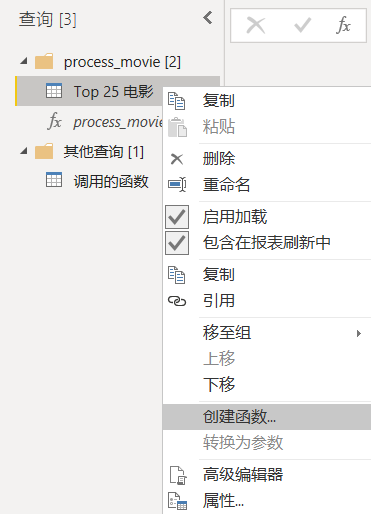 查询 [3]
fx
process_movie [2]
Top 25 电影
fx process_movie
其他查询 [1]
调用的函数
复制
粘贴
删除
重命名
启用加载
包含在报表刷新中
复制
引用
移至组
上移
下移
创建函数...
转换为参数
高级编辑器
属性...